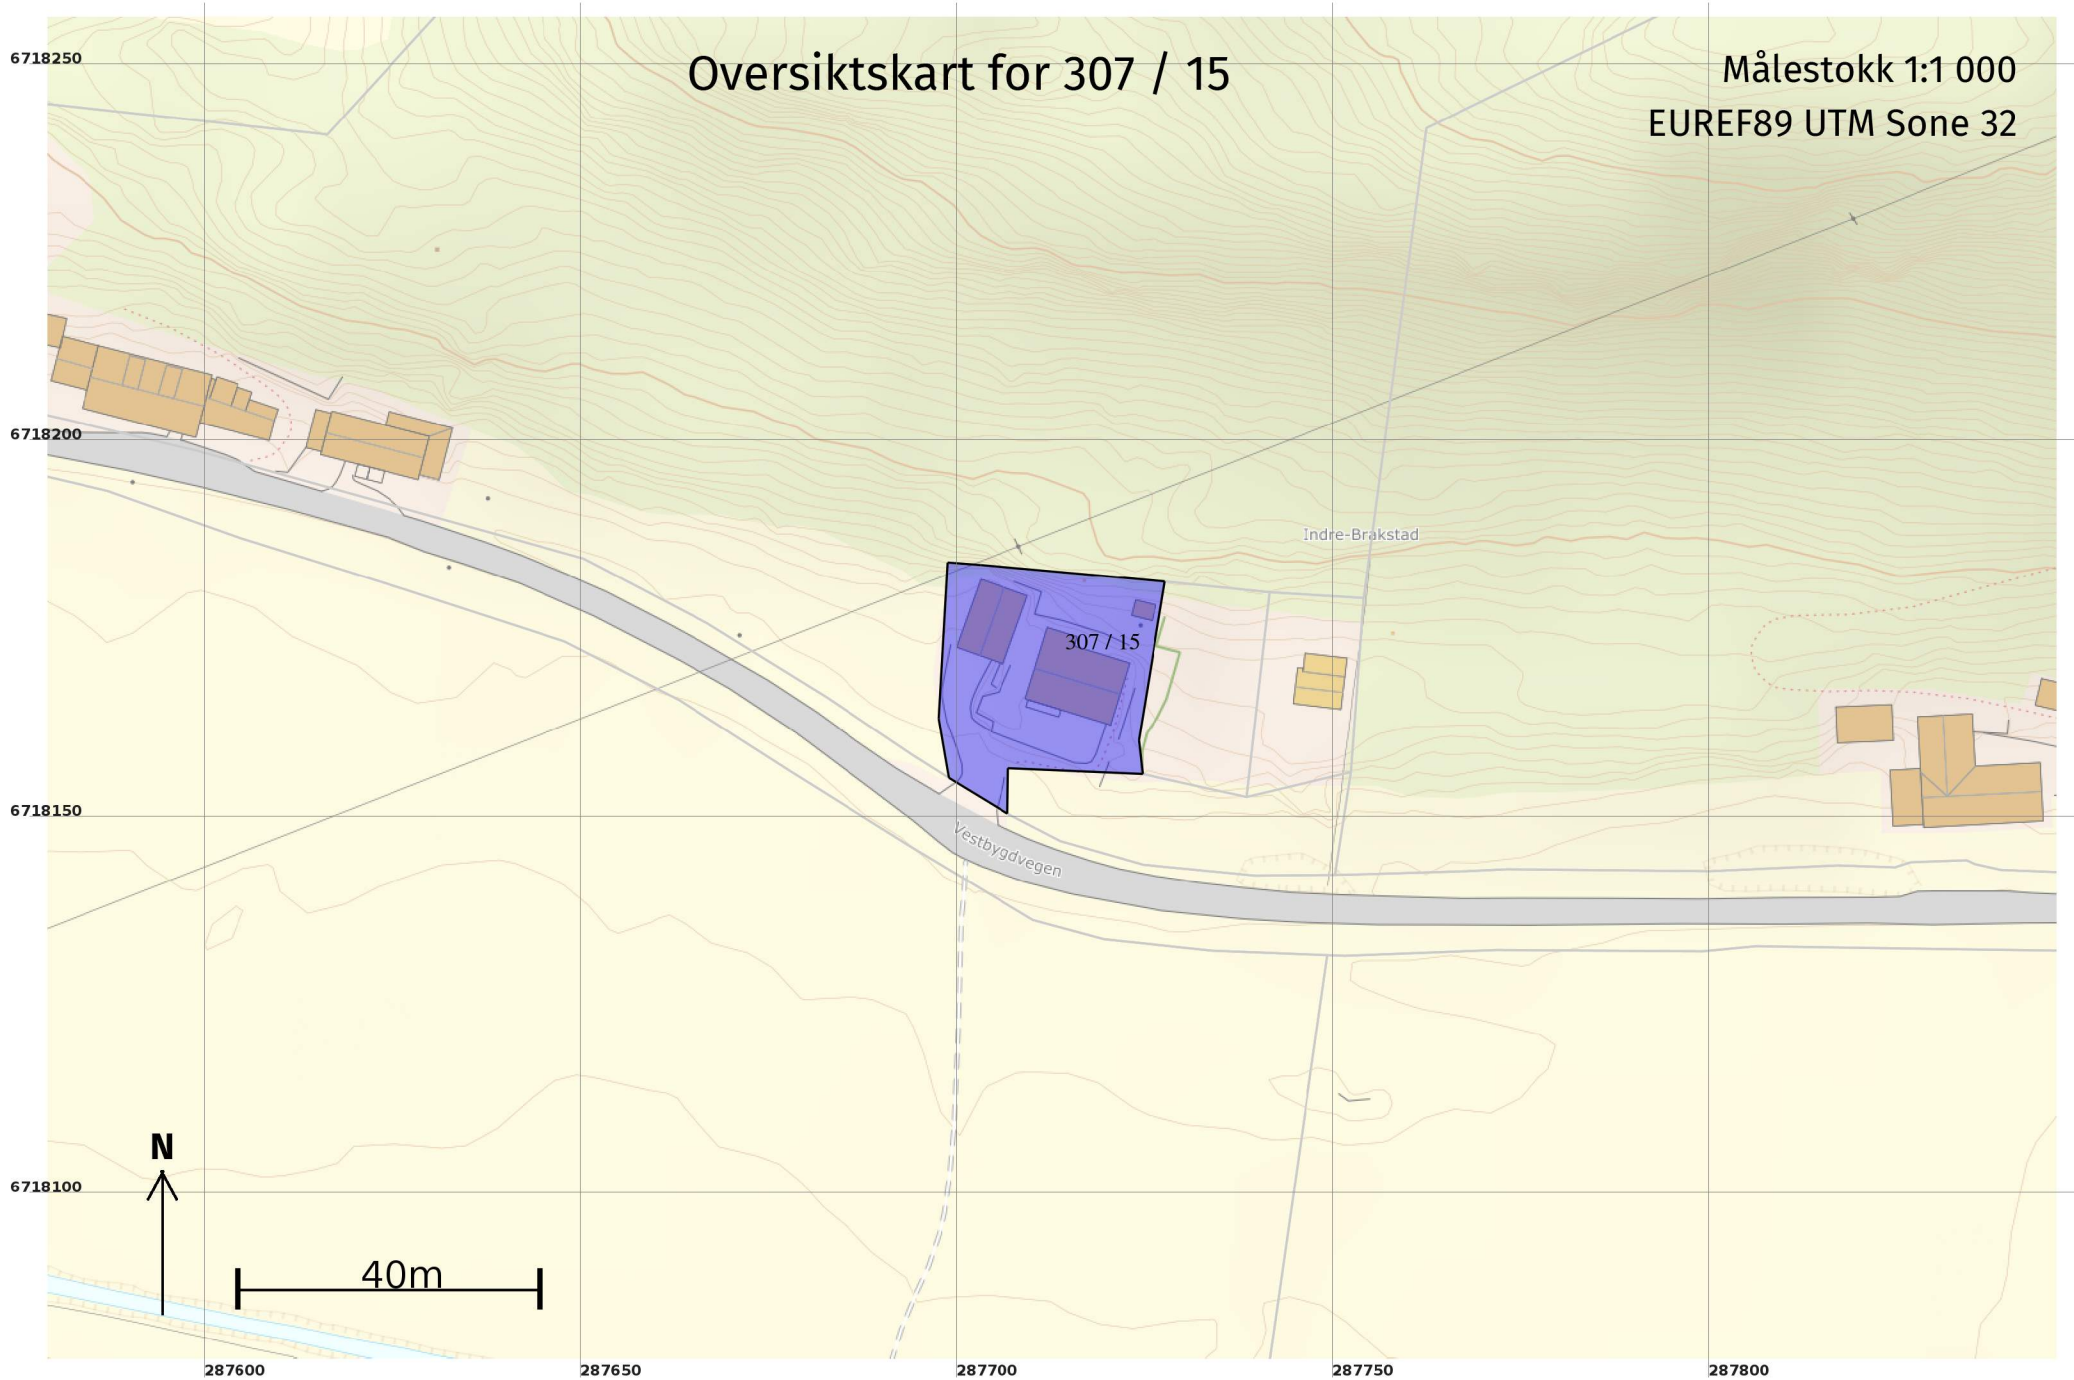 Oversiktskart for 307 / 15
Målestokk 1:1 000
EUREF89 UTM Sone 32
6718250
6718200
Indre-Brakstad
307 / 15
6718150
Vestbygdvegen
6718100
N
40m
287600
287650
287700
287750
287800